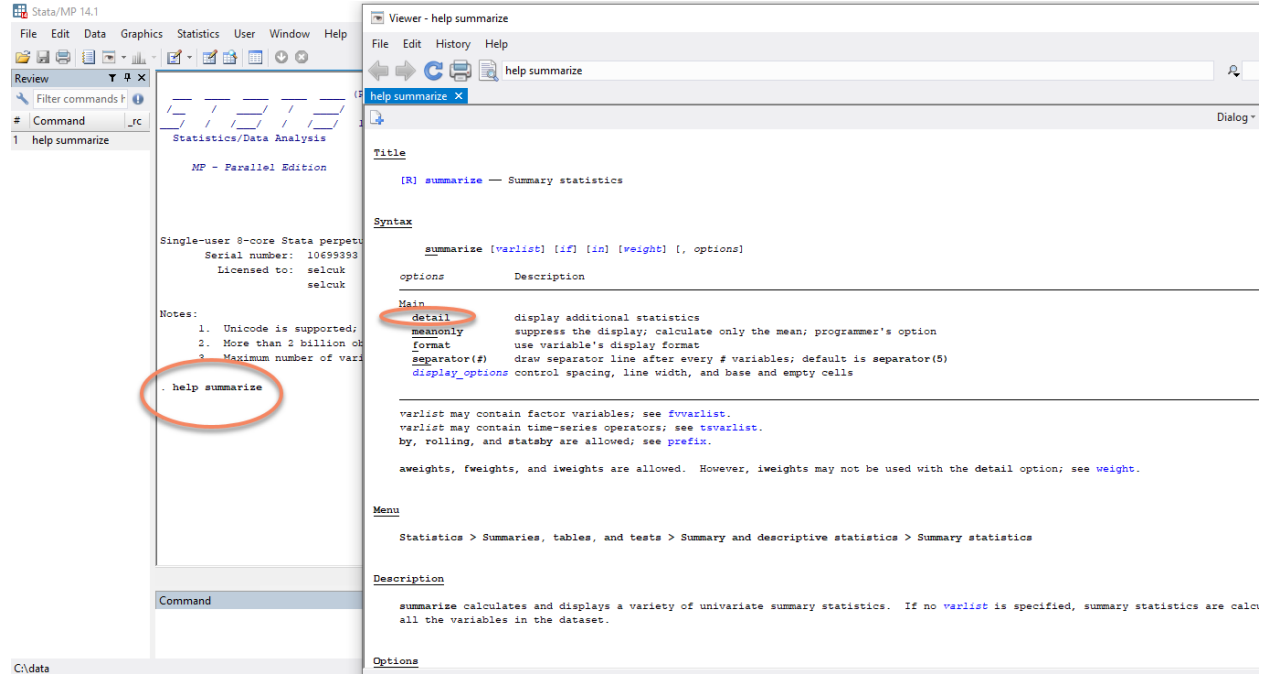 Stata/MP 14.1
File Edit Data Graphics Statistics User Window Help
Review
Filter commands
# Command _rc
1 help summarize
Statistics/Data Analysis
MP - Parallel Edition
Single-user 8-core Stata perpetu
Serial number: 10699393
Licensed to: selcuk
selcuk
Notes:
1. Unicode is supported;
2. More than 2 billion ob
3. Maximum number of vari
. help summarize
Command
C:\data
Viewer - help summarize
File Edit History Help
help summarize
help summarize
Dialog
Title
[R] summarize — Summary statistics
Syntax
summarize [varlist] [if] [in] [weight] [, options]
options Description
Main
detail display additional statistics
meanonly suppress the display; calculate only the mean; programmer's option
format use variable's display format
separator(#) draw separator line after every # variables; default is separator(5)
display_options control spacing, line width, and base and empty cells
varlist may contain factor variables; see fvvarlist.
varlist may contain time-series operators; see tsvarlist.
by, rolling, and statsby are allowed; see prefix.
aweights, fweights, and iweights are allowed. However, iweights may not be used with the detail option; see weight.
Menu
Statistics > Summaries, tables, and tests > Summary and descriptive statistics > Summary statistics
Description
summarize calculates and displays a variety of univariate summary statistics. If no varlist is specified, summary statistics are calcu
all the variables in the dataset.
Options